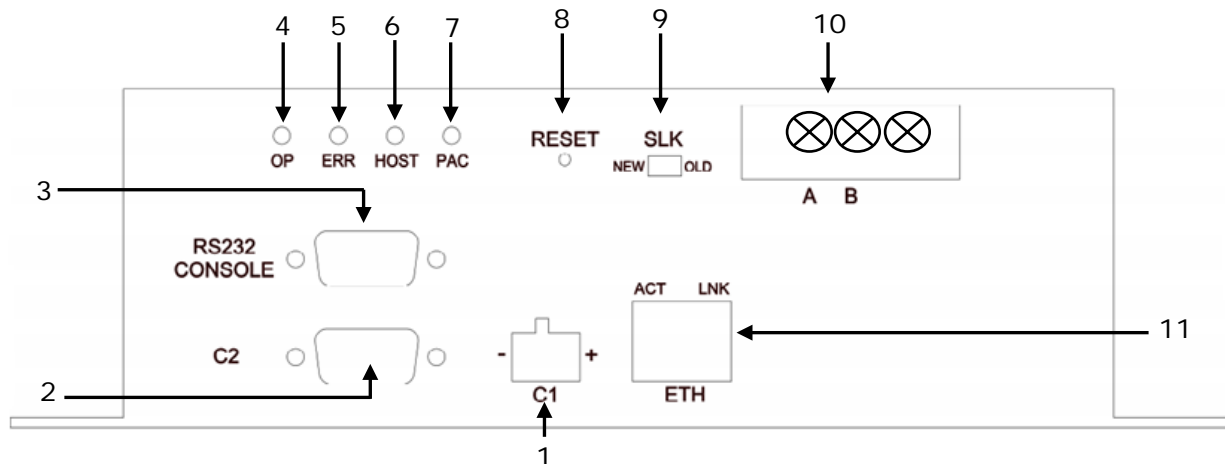 4 5 6 7 8 9 10
OP ERR HOST PAC
RESET
SLK
NEW OLD
A B
3
RS232
CONSOLE
ACT LNK
11
C2
- +
2
C1
ETH
1